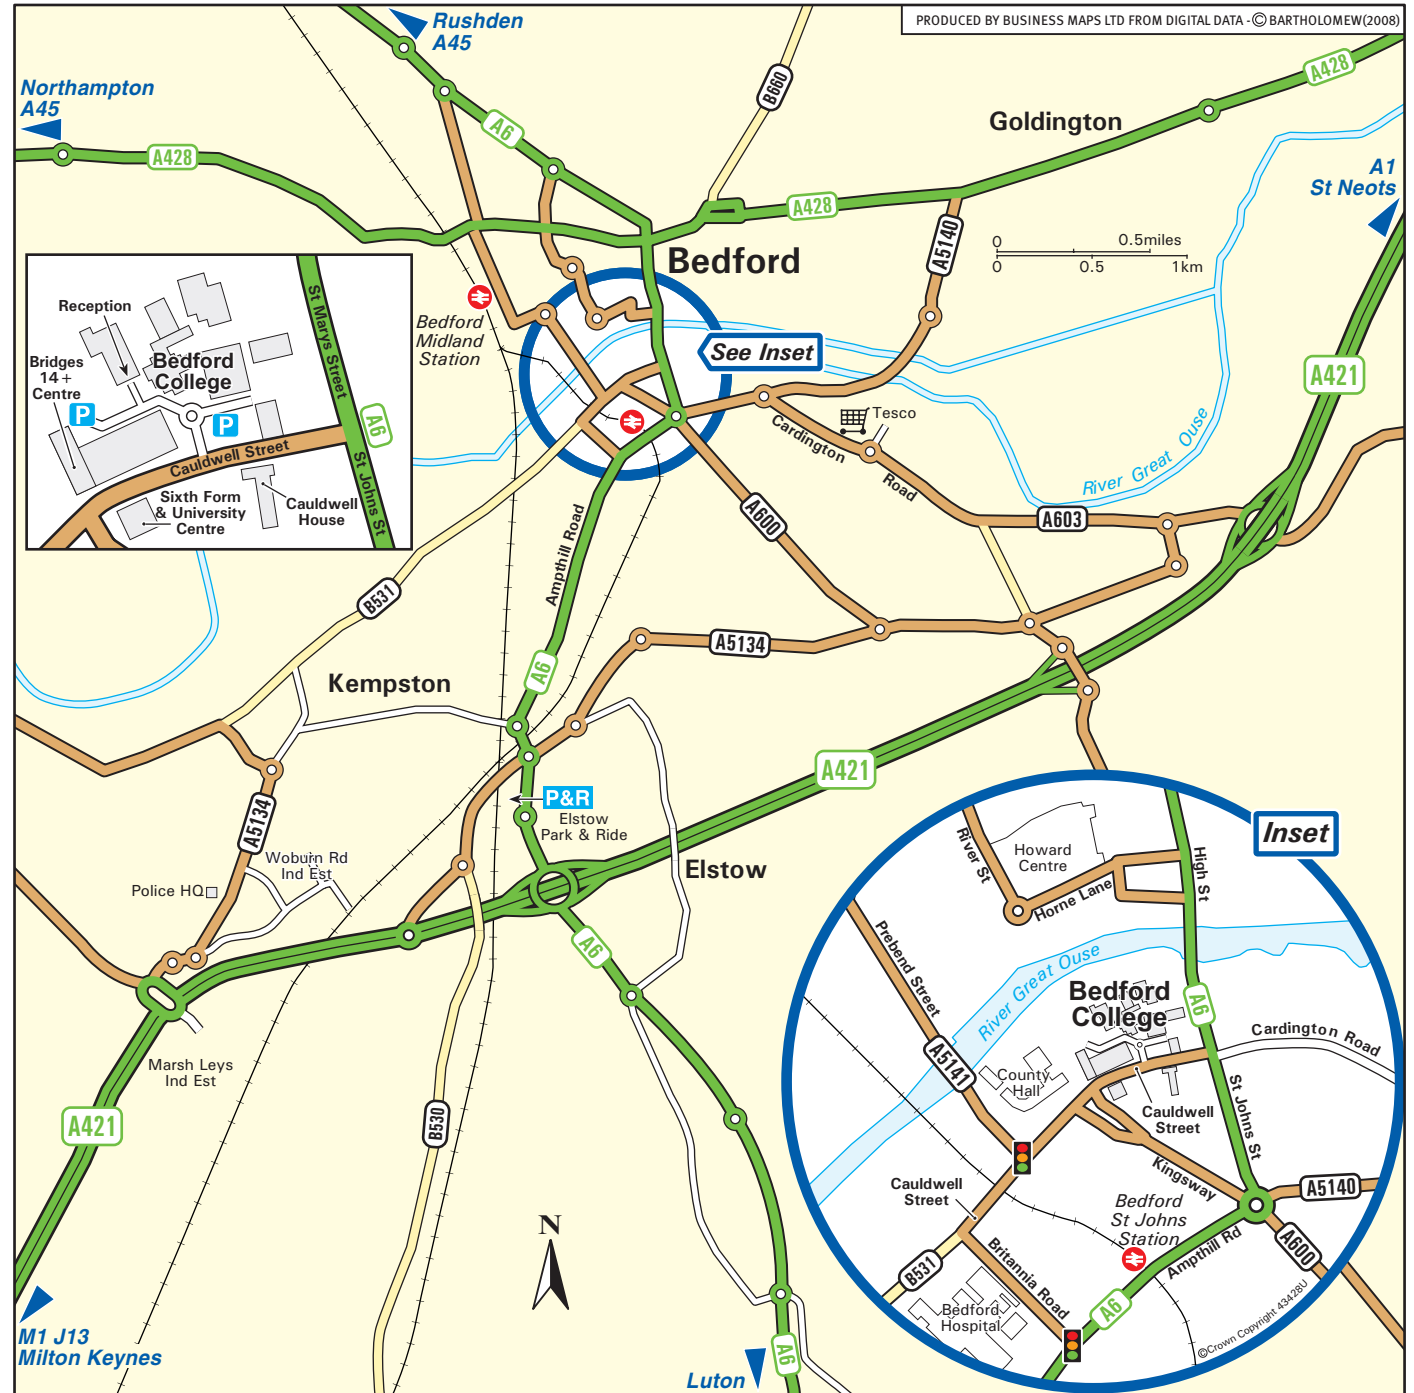 PRODUCED BY BUSINESS MAPS LTD FROM DIGITAL DATA - © BARTHOLOMEW(2008)
Rushden
A45
Northampton
A45
A428
A6
B660
A428
Goldington
A1
St Neots
A428
A5140
0 0.5miles
0 0.5 1km
Bedford
Bedford
Midland
Station
See Inset
A421
Tesco
Cardington
Road
River Great Ouse
A603
A600
Ampthill Road
B531
A6
A5134
Kempston
A421
A5134
P&R
Elstow
Park & Ride
Woburn Rd
Ind Est
Police HQ
Elstow
A6
Marsh Leys
Ind Est
A421
B530
N
M1 J13
Milton Keynes
Luton
A6
Reception
Bridges
14+
Centre
Bedford
College
P
P
St Marys Street
A6
St Johns St
Cauldwell Street
Sixth Form
& University
Centre
Cauldwell
House
Inset
River St
Howard
Centre
Horne Lane
High St
Prebend Street
River Great Ouse
Bedford
College
A6
Cardington Road
A5141
County
Hall
Cauldwell
Street
St Johns St
Kingsway
Cauldwell
Street
Bedford
St Johns
Station
A5140
Ampthill Rd
A600
B531
Britannia Road
Bedford
Hospital
A6
©Crown Copyright 43428U